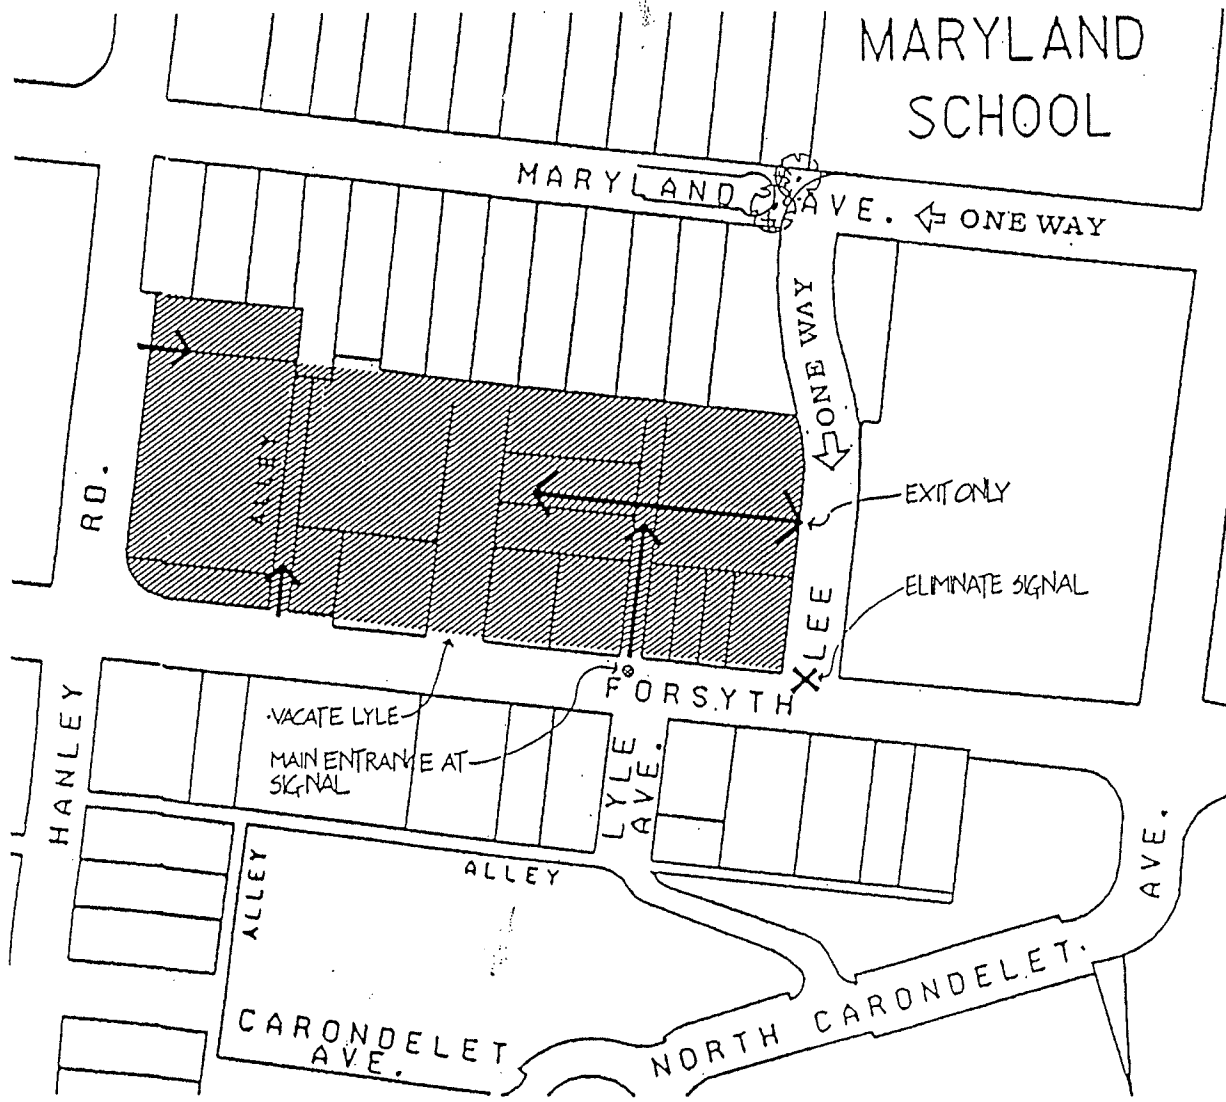 MARYLAND
SCHOOL
MARYLAND AVE. ONE WAY
ONE WAY
ALLEY
RD.
EXIT ONLY
ELIMINATE SIGNAL
LEE
FORSYTH
VACATE LYLE
MAIN ENTRANCE AT
SIGNAL
HANLEY
LYLE
AVE.
ALLEY
ALLEY
AVE.
CARONDELET
AVE.
NORTH CARONDELET.